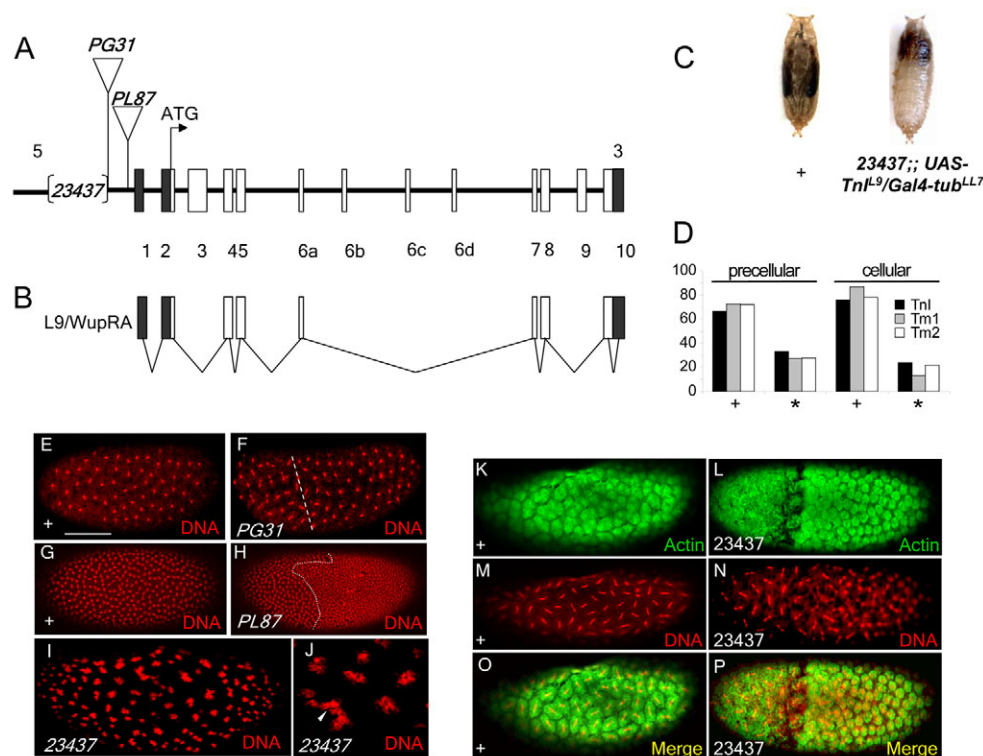 A
PG31
PL87
ATG
5
23437
3
1 2 3 45 6a 6b 6c 6d 7 8 9 10
B
L9/WupRA
C
+
23437;; UAS-
TnI^L9/Gal4-tub^LL7
D
precellular cellular
100
80
60
40
20
0
TnI
Tm1
Tm2
+ * + *
E
+
DNA
F
PG31
DNA
G
+
DNA
H
PL87
DNA
I
23437
DNA
J
23437
DNA
K
+
Actin
L
23437
Actin
M
+
DNA
N
23437
DNA
O
+
Merge
P
23437
Merge